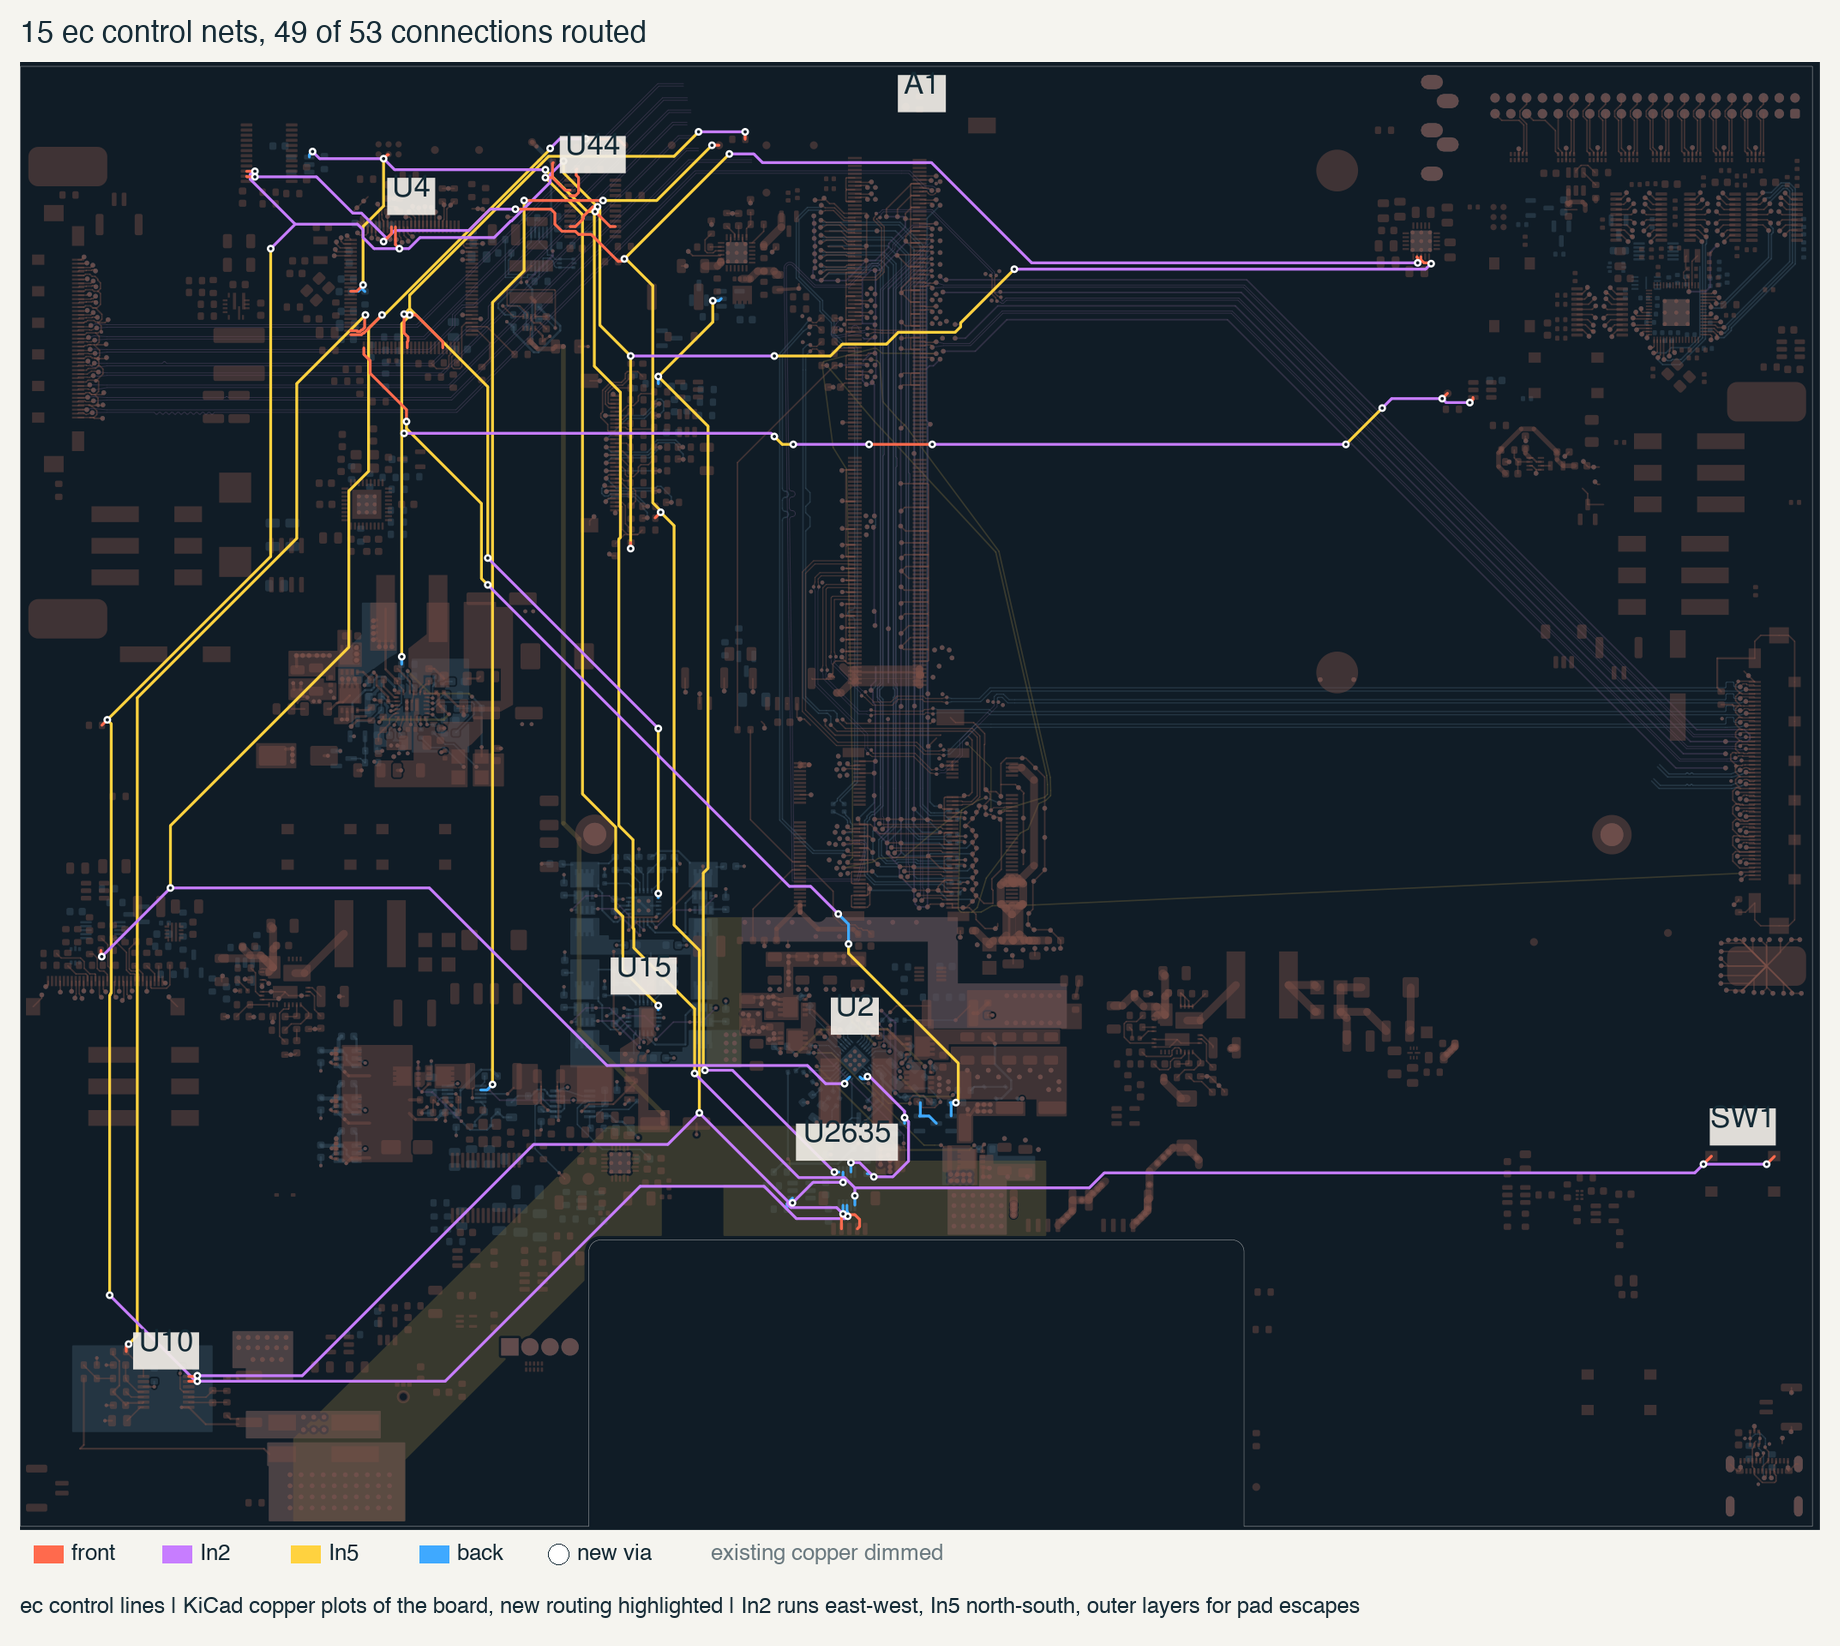 15 ec control nets, 49 of 53 connections routed
A1
U44
U4
U15
U2
U2635
SW1
U10
front In2 In5 back new via existing copper dimmed
ec control lines | KiCad copper plots of the board, new routing highlighted | In2 runs east-west, In5 north-south, outer layers for pad escapes